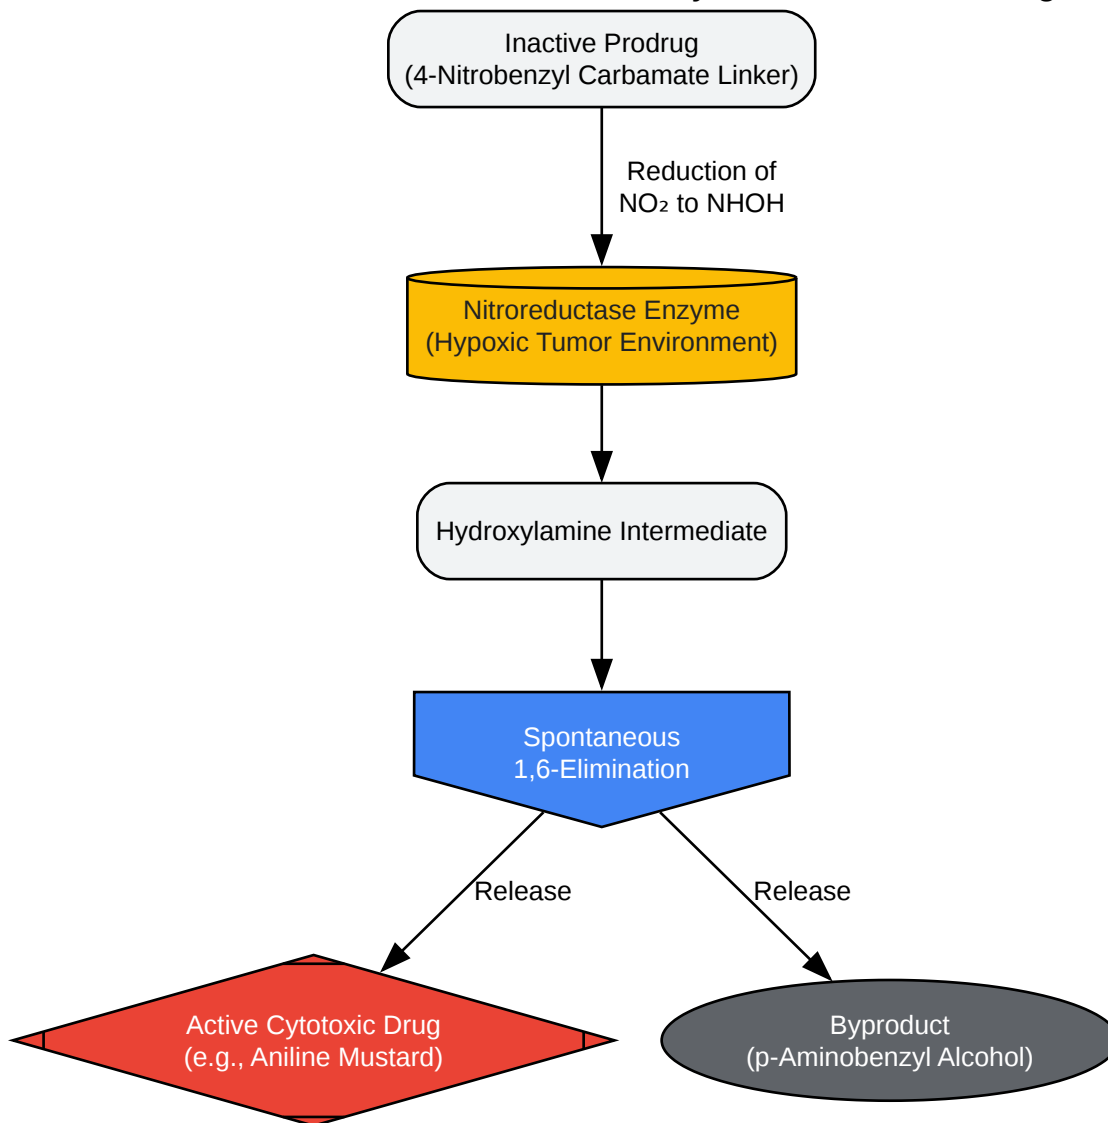 Inactive Prodrug
(4-Nitrobenzyl Carbamate Linker)
Reduction of
NO₂ to NHOH
Nitroreductase Enzyme
(Hypoxic Tumor Environment)
Hydroxylamine Intermediate
Spontaneous
1,6-Elimination
Release
Release
Active Cytotoxic Drug
(e.g., Aniline Mustard)
Byproduct
(p-Aminobenzyl Alcohol)